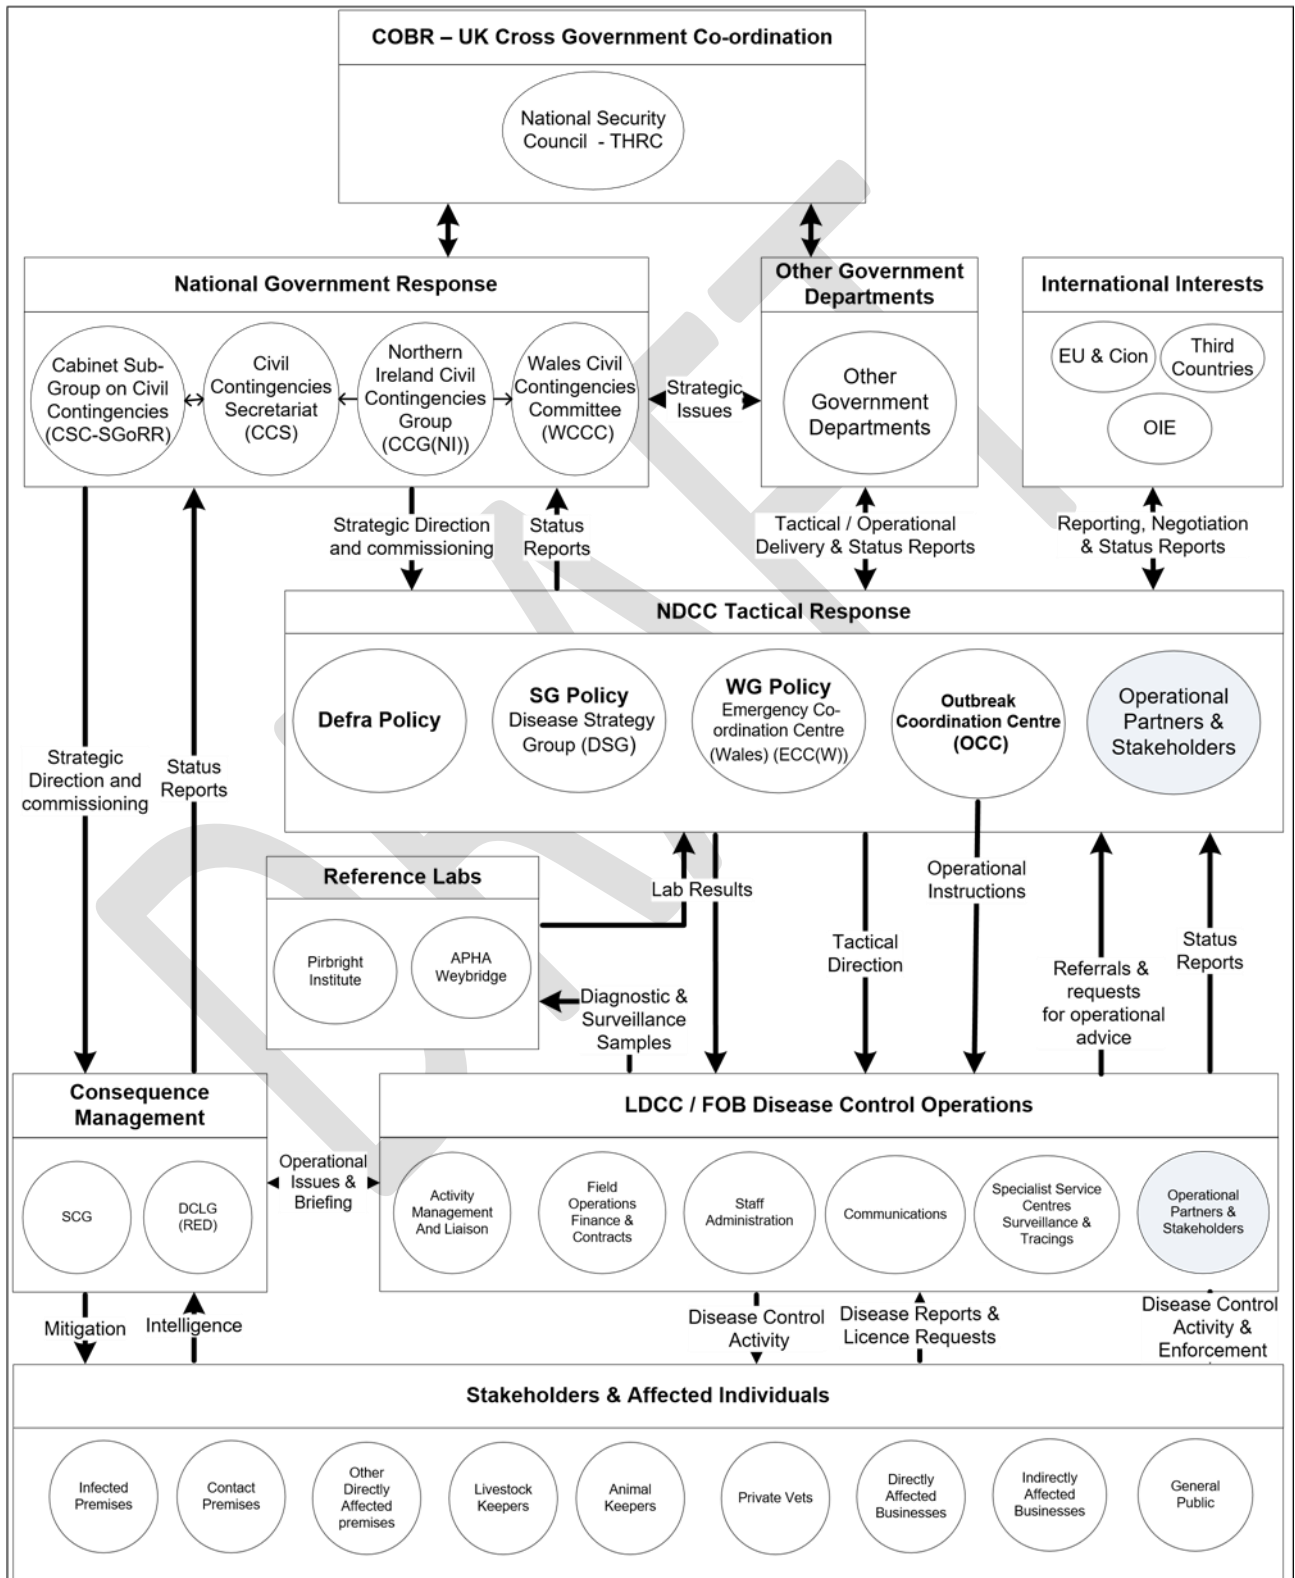 COBR – UK Cross Government Co-ordination
National Security
Council - THRC
National Government Response
Cabinet Sub-
Group on Civil
Contingencies
(CSC-SGoRR)
Civil
Contingencies
Secretariat
(CCS)
Northern
Ireland Civil
Contingencies
Group
(CCG(NI))
Wales Civil
Contingencies
Committee
(WCCC)
Strategic
Issues
Other Government
Departments
Other
Government
Departments
International Interests
EU & Cion
Third
Countries
OIE
Strategic Direction
and commissioning
Status
Reports
Tactical / Operational
Delivery & Status Reports
Reporting, Negotiation
& Status Reports
NDCC Tactical Response
Defra Policy
SG Policy
Disease Strategy
Group (DSG)
WG Policy
Emergency Co-
ordination Centre
(Wales) (ECC(W))
Outbreak
Coordination Centre
(OCC)
Operational
Partners &
Stakeholders
Strategic
Direction and
commissioning
Status
Reports
Reference Labs
Pirbright
Institute
APHA
Weybridge
Lab Results
Diagnostic &
Surveillance
Samples
Tactical
Direction
Operational
Instructions
Referrals &
requests
for operational
advice
Status
Reports
Consequence
Management
SCG
DCLG
(RED)
Operational
Issues &
Briefing
LDCC / FOB Disease Control Operations
Activity
Management
And Liaison
Field
Operations
Finance &
Contracts
Staff
Administration
Communications
Specialist Service
Centres
Surveillance &
Tracings
Operational
Partners &
Stakeholders
Mitigation
Intelligence
Disease Control
Activity
Disease Reports &
Licence Requests
Disease Control
Activity &
Enforcement
Stakeholders & Affected Individuals
Infected
Premises
Contact
Premises
Other
Directly
Affected
premises
Livestock
Keepers
Animal
Keepers
Private Vets
Directly
Affected
Businesses
Indirectly
Affected
Businesses
General
Public
DRAFT